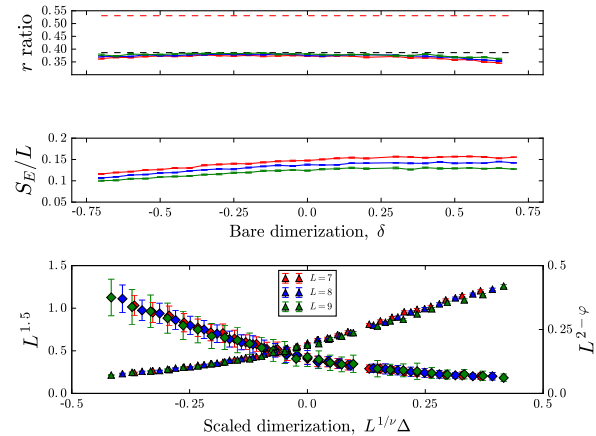 0.55
0.50
0.45
0.40
0.35
r ratio
0.2
0.15
0.1
0.05
S_E/L
-0.75 -0.5 -0.25 0.0 0.25 0.5 0.75
Bare dimerization, δ
1.5
1.0
0.5
0.0
L^1.5
L=7
L=8
L=9
0.5
0.25
0.0
L^2−φ
-0.5 -0.25 0.0 0.25 0.5
Scaled dimerization, L^1/ν Δ